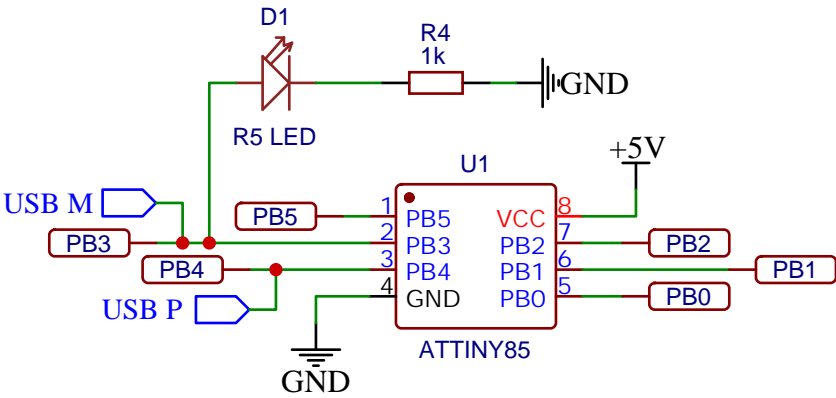 D1
R4
1k
GND
R5 LED
+5V
U1
USB M
PB5
1
PB5
VCC
8
PB3
2
PB3
PB2
7
PB2
PB4
3
PB4
PB1
6
PB1
4
GND
PB0
5
PB0
USB P
ATTINY85
GND